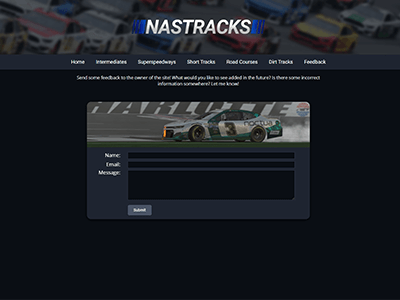 NASTRACKS
Home Intermediates Superspeedways Short Tracks Road Courses Dirt Tracks Feedback
Send some feedback to the owner of the site! What would you like to see added in the future? Is there some incorrect
information somewhere? Let me know!
HARLOTTE
3
Name:
Email:
Message:
Submit